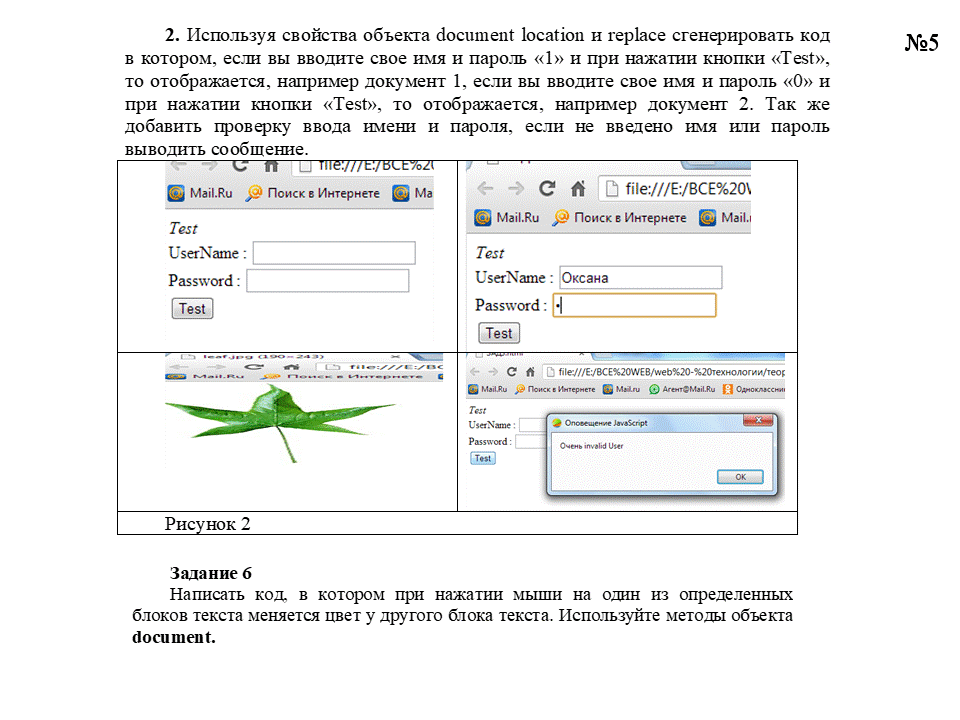 №5
2. Используя свойства объекта document location и replace сгенерировать код
в котором, если вы вводите свое имя и пароль «1» и при нажатии кнопки «Test»,
то отображается, например документ 1, если вы вводите свое имя и пароль «0» и
при нажатии кнопки «Test», то отображается, например документ 2. Так же
добавить проверку ввода имени и пароля, если не введено имя или пароль
выводить сообщение.
file:///E:/BCE%20
Mail.Ru Поиск в Интернете Ma
Test
UserName :
Password :
Test
file:///E:/BCE%20W
Mail.Ru Поиск в Интернете Mail.
Test
UserName : Оксана
Password :
Test
leaf.jpg (190×243)
file:///E:/BC
Mail.Ru Поиск в Интернете
file:///E:/BCE%20WEB/web%20-%20технологии/теор
Mail.Ru Поиск в Интернете Mail.ru Агент@Mail.Ru Одноклассни
Test
UserName :
Password :
Test
Оповещение JavaScript
Очень invalid User
OK
Рисунок 2
Задание 6
Написать код, в котором при нажатии мыши на один из определенных
блоков текста меняется цвет у другого блока текста. Используйте методы объекта
document.